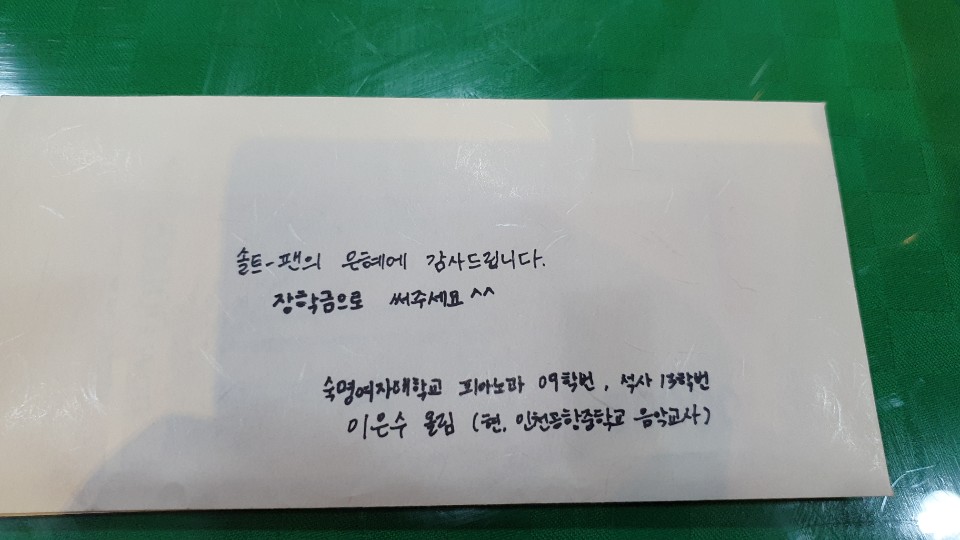 솔트-팬의 은혜에 감사드립니다.
장학금으로 써주세요^^
숙명여자대학교 피아노과 09학번, 석사 13학번
이은수 올림 (현, 인천동항중학교 음악교사)